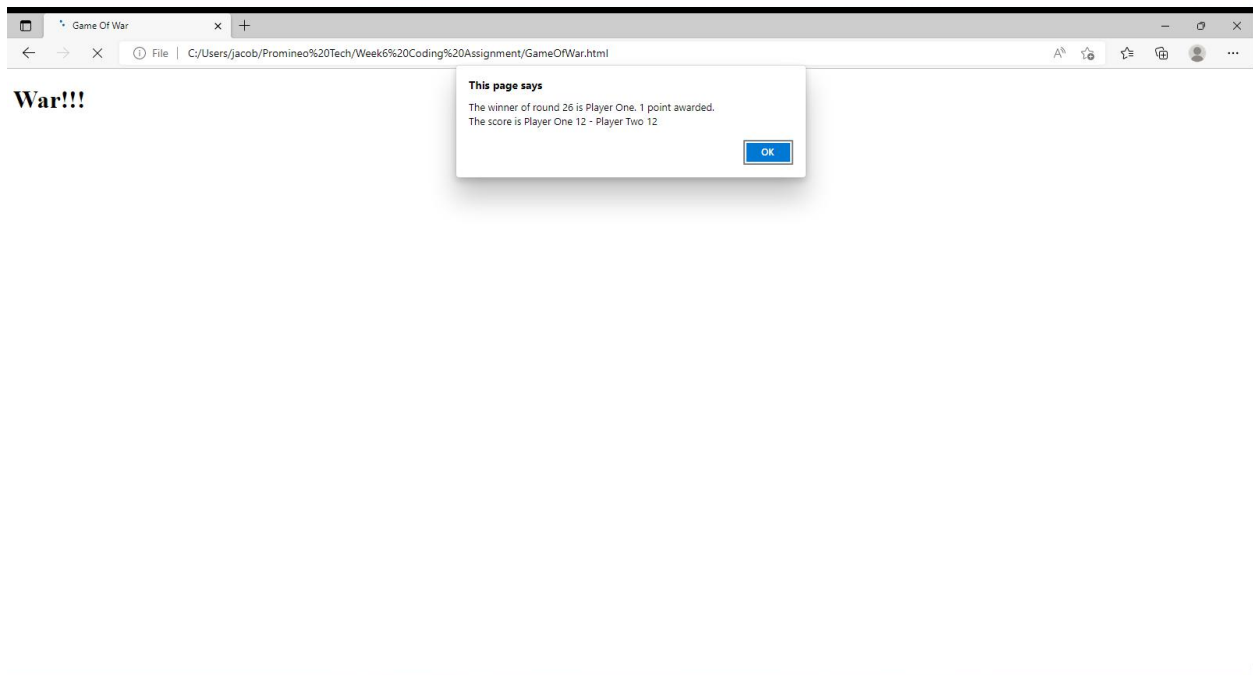 Game Of War
File
C:/Users/jacob/Promineo%20Tech/Week6%20Coding%20Assignment/GameOfWar.html
War!!!
This page says
The winner of round 26 is Player One. 1 point awarded.
The score is Player One 12 - Player Two 12
OK